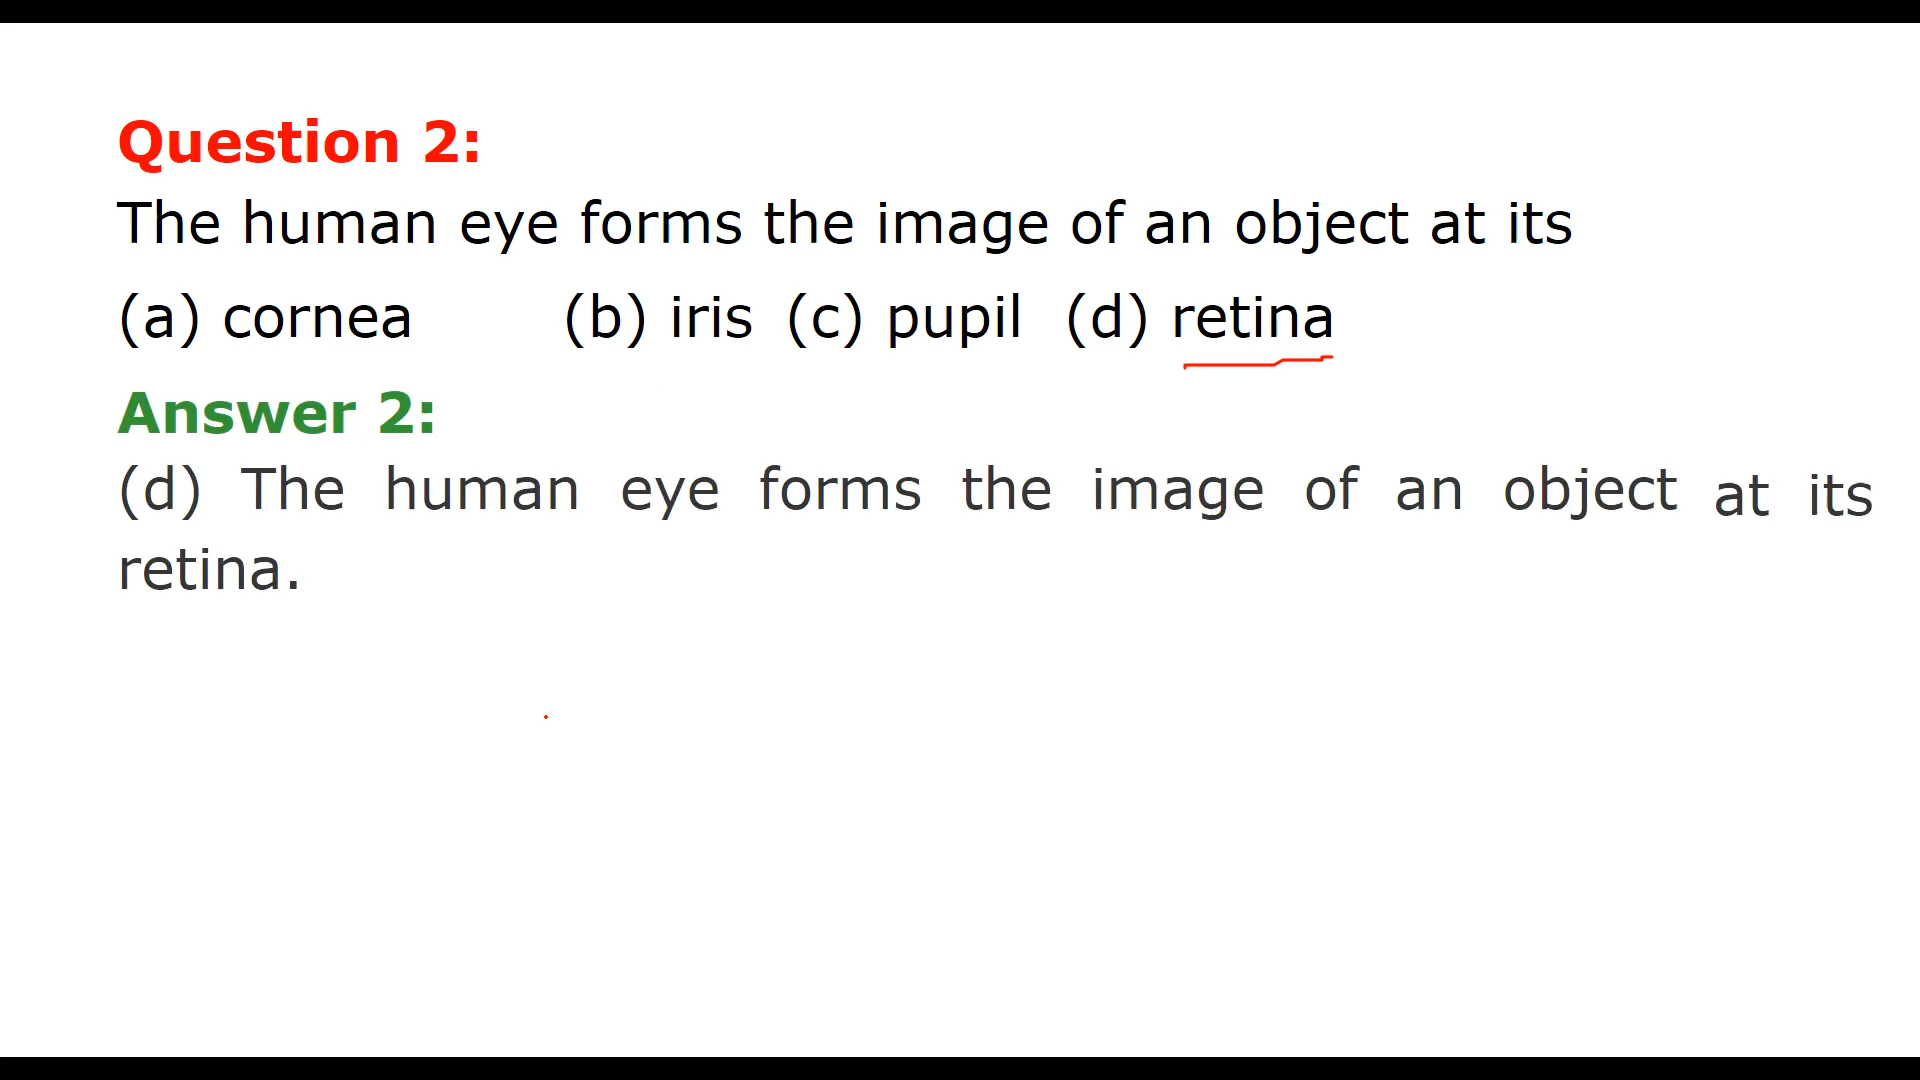 Question 2:
The human eye forms the image of an object at its
(a) cornea (b) iris (c) pupil (d) retina
Answer 2:
(d) The human eye forms the image of an object at its
retina.